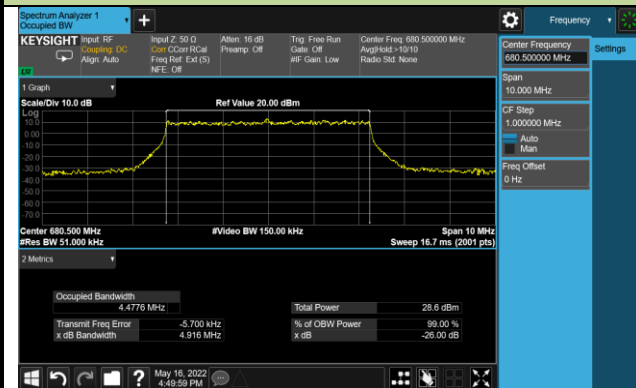 Spectrum Analyzer 1
Occupied BW
Frequency
KEYSIGHT
Input: RF
Coupling: DC
Align: Auto
Input Z: 50 Ω
Corr CCorr RCal
Freq Ref: Ext (S)
NFE: Off
Atten: 16 dB
Preamp: Off
Trig: Free Run
Gate: Off
#IF Gain: Low
Center Freq: 680.500000 MHz
Avg|Hold:>10/10
Radio Std: None
Center Frequency
680.500000 MHz
Settings
Span
10.000 MHz
CF Step
1.000000 MHz
Auto
Man
Freq Offset
0 Hz
1 Graph
Scale/Div 10.0 dB
Ref Value 20.00 dBm
Log
10.0
0.00
-10.0
-20.0
-30.0
-40.0
-50.0
-60.0
-70.0
Center 680.500 MHz
#Video BW 150.00 kHz
Span 10 MHz
#Res BW 51.000 kHz
Sweep 16.7 ms (2001 pts)
2 Metrics
Occupied Bandwidth
4.4776 MHz
Total Power
28.6 dBm
Transmit Freq Error
-5.700 kHz
% of OBW Power
99.00 %
x dB Bandwidth
4.916 MHz
x dB
-26.00 dB
May 16, 2022
4:49:59 PM